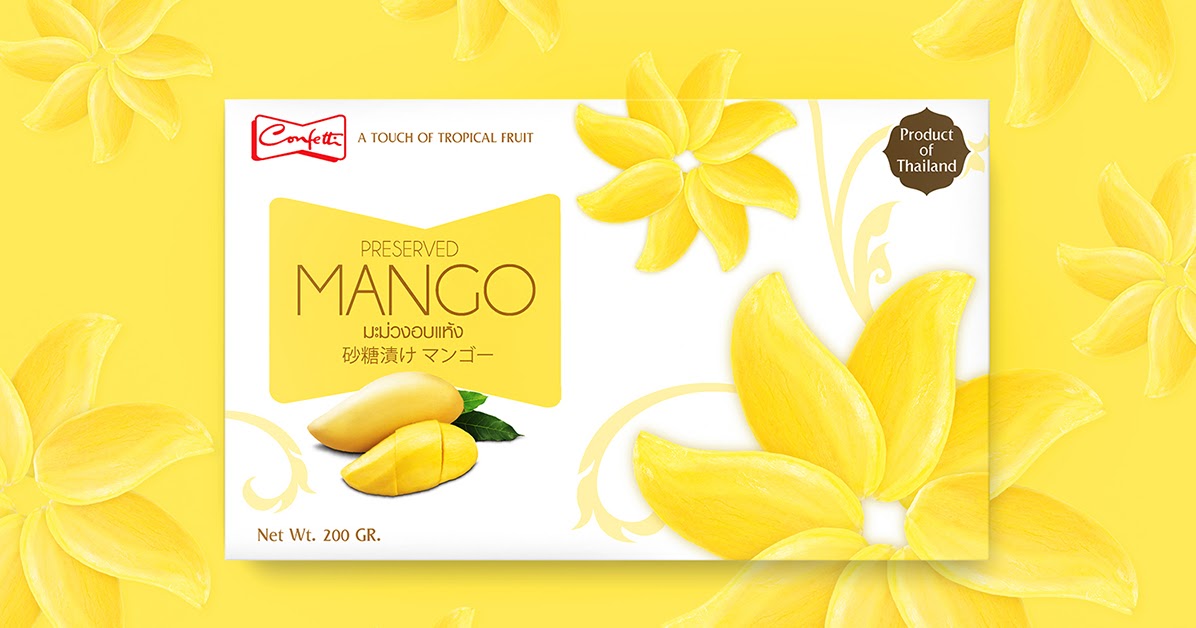 Confetti
A TOUCH OF TROPICAL FRUIT
Product
of
Thailand
PRESERVED
MANGO
มะม่วงอบแห้ง
砂糖漬け マンゴー
Net Wt. 200 GR.